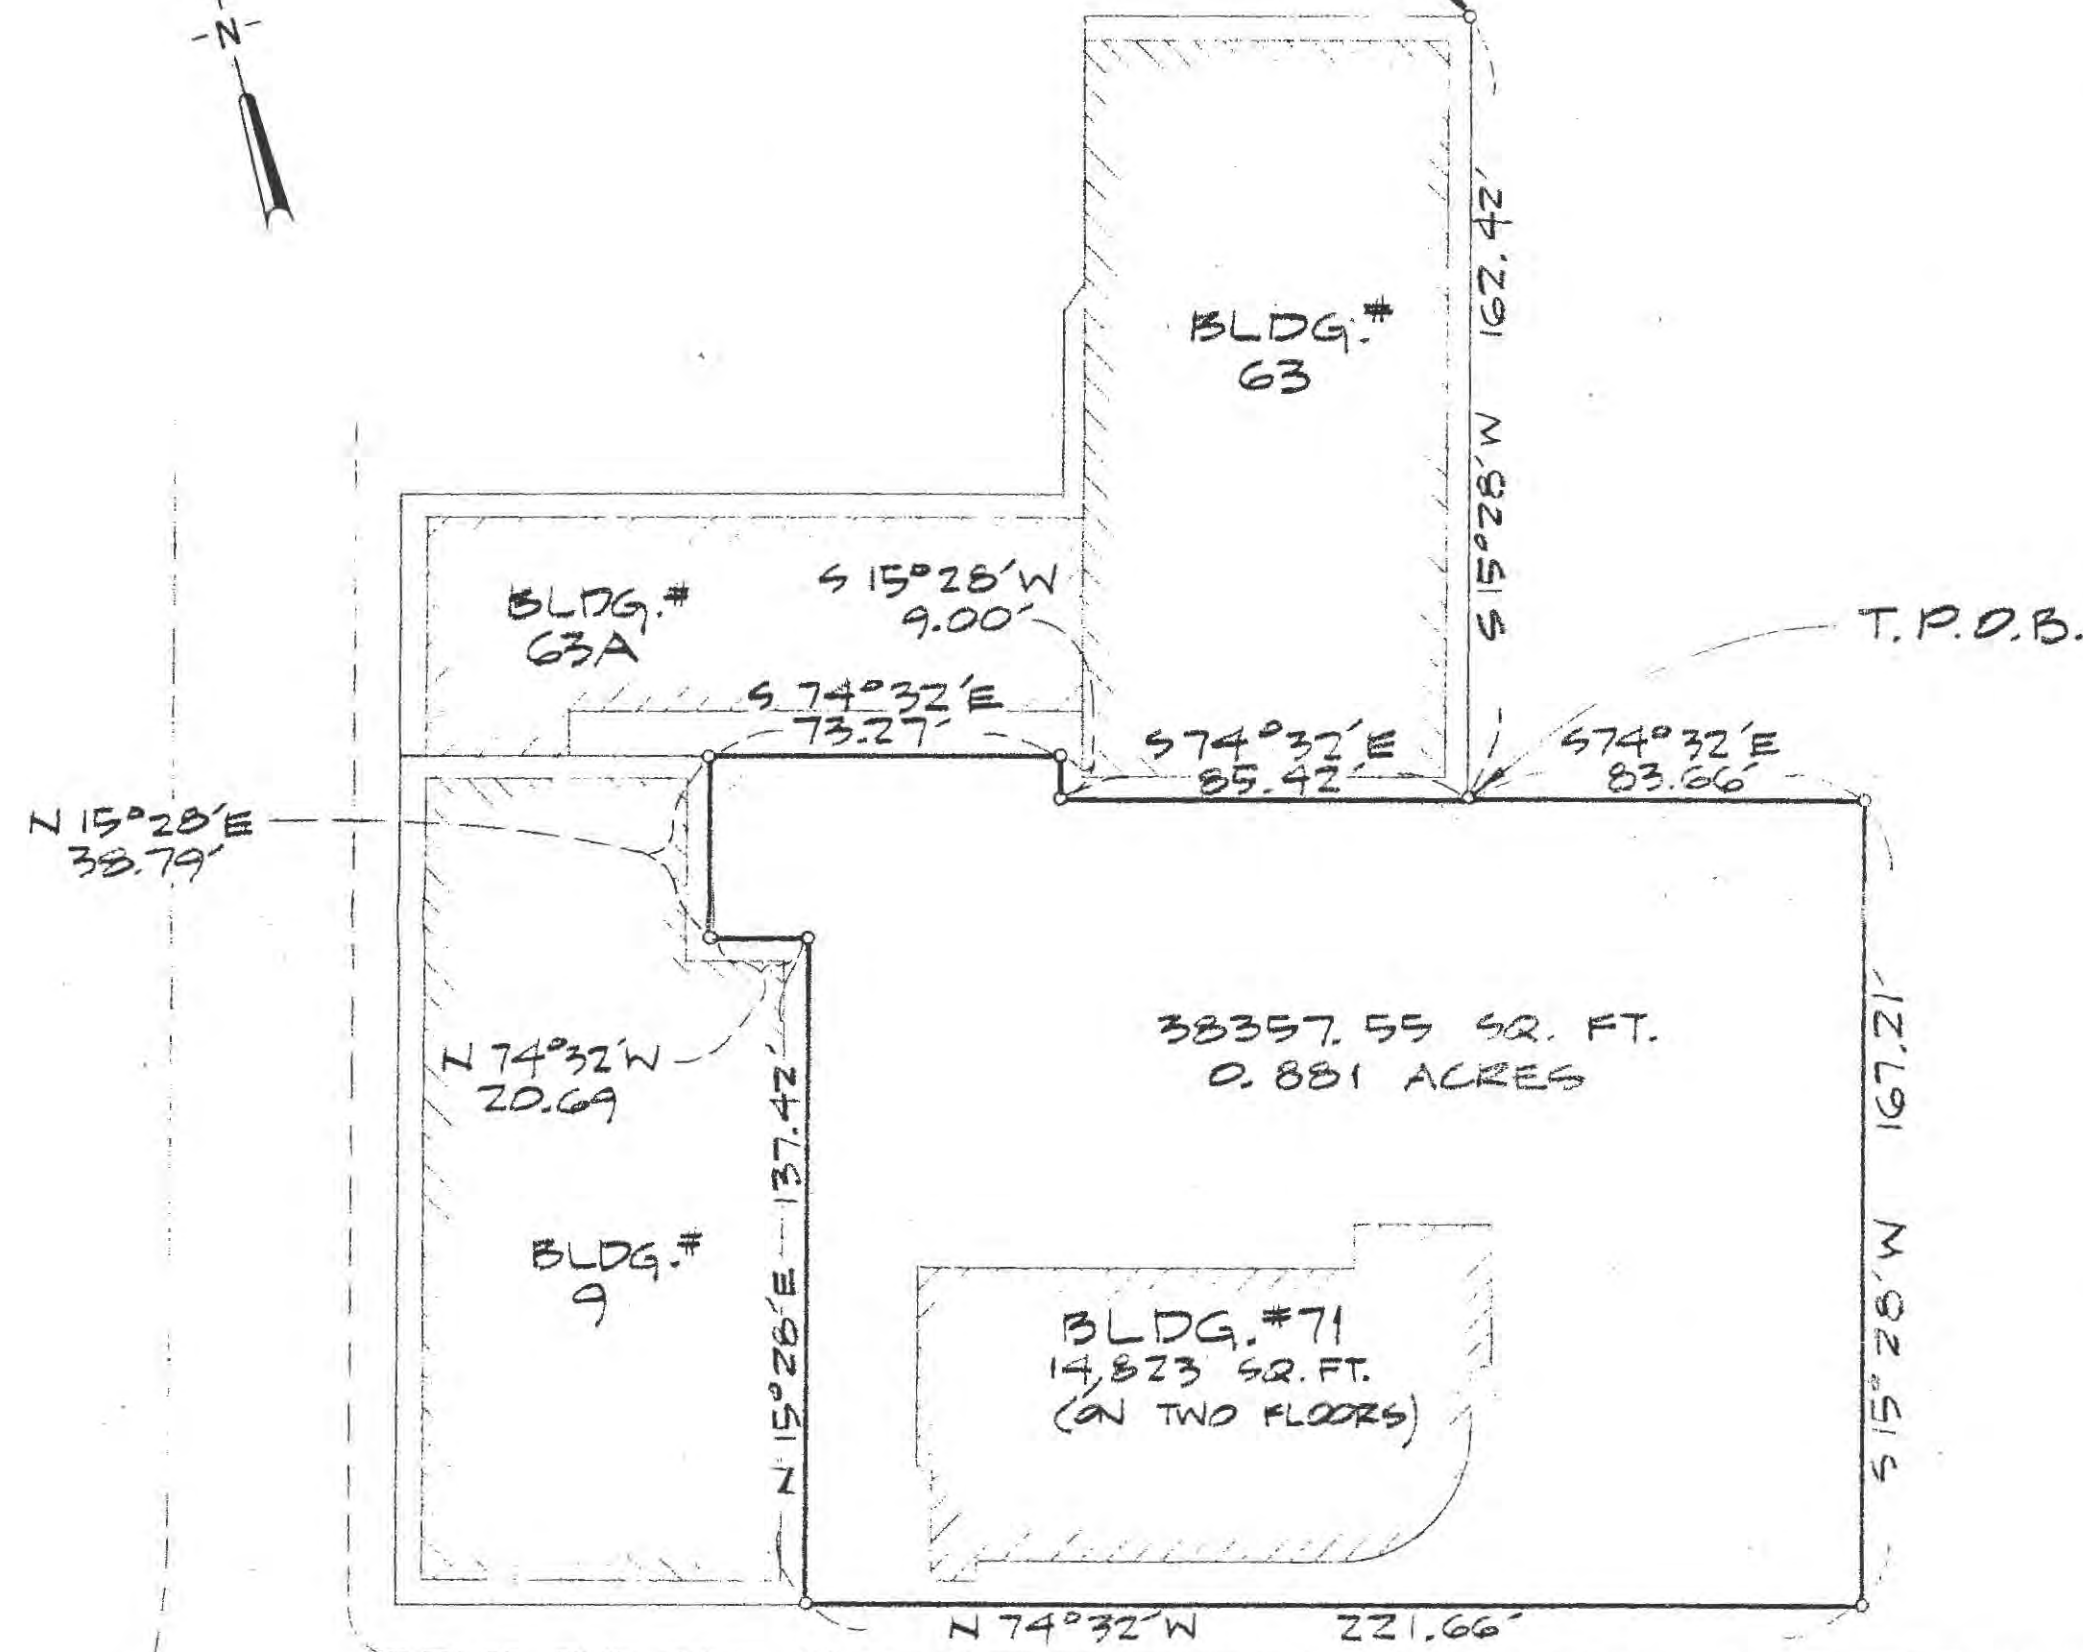 N
BLDG.#
63
S 15°28'W 162.42'
BLDG.#
63A
S 15°28'W
9.00'
T.P.O.B.
S 74°32'E
73.27'
S 74°32'E
85.42'
S 74°32'E
83.66'
N 15°28'E
38.79'
N 74°32'W
20.69
38357.55 SQ. FT.
0.881 ACRES
N 15°28'E 137.42'
S 15°28'W 167.21'
BLDG.#
9
BLDG.#71
14,823 SQ.FT.
(ON TWO FLOORS)
N 74°32'W 221.66'